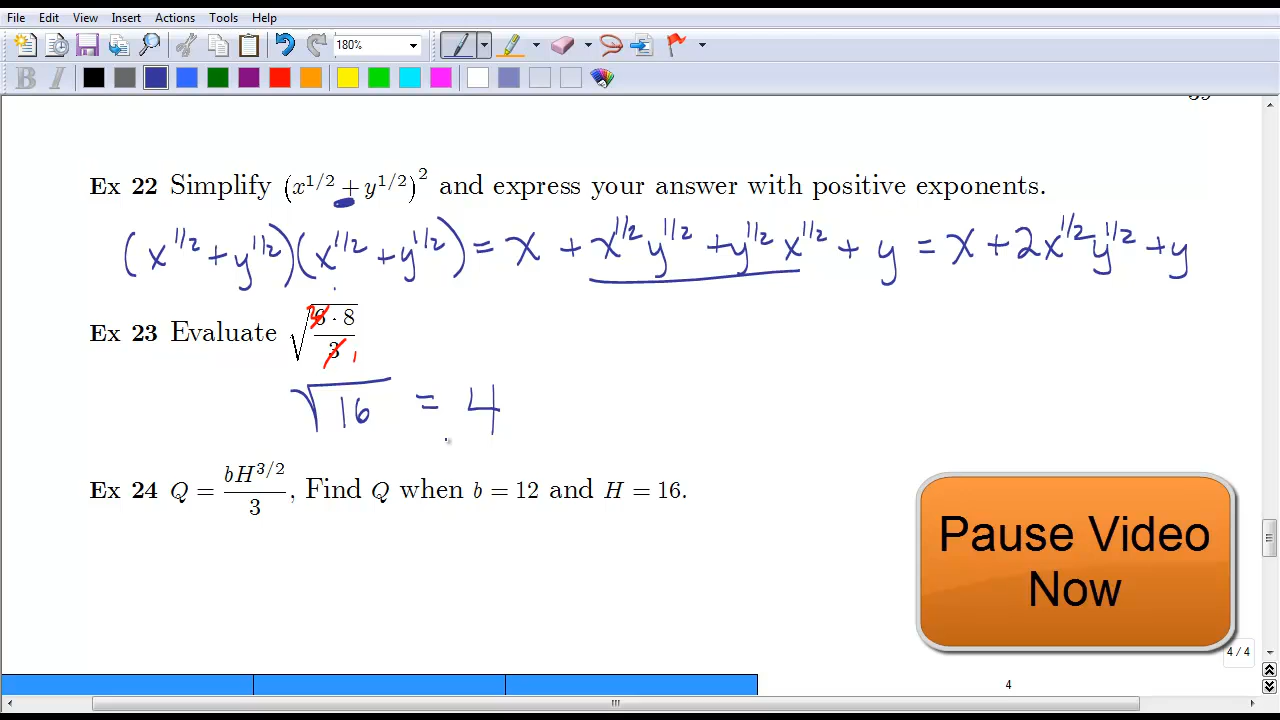 File Edit View Insert Actions Tools Help
180%
B I
39
Ex 22 Simplify (x^{1/2} + y^{1/2})^2 and express your answer with positive exponents.
(x^{1/2} + y^{1/2})(x^{1/2} + y^{1/2}) = x + x^{1/2}y^{1/2} + y^{1/2}x^{1/2} + y = x + 2x^{1/2}y^{1/2} + y
Ex 23 Evaluate √(6 · 8 / 3)
2 1
√16 = 4
Ex 24 Q = bH^{3/2} / 3, Find Q when b = 12 and H = 16.
Pause Video
Now
4 / 4
4